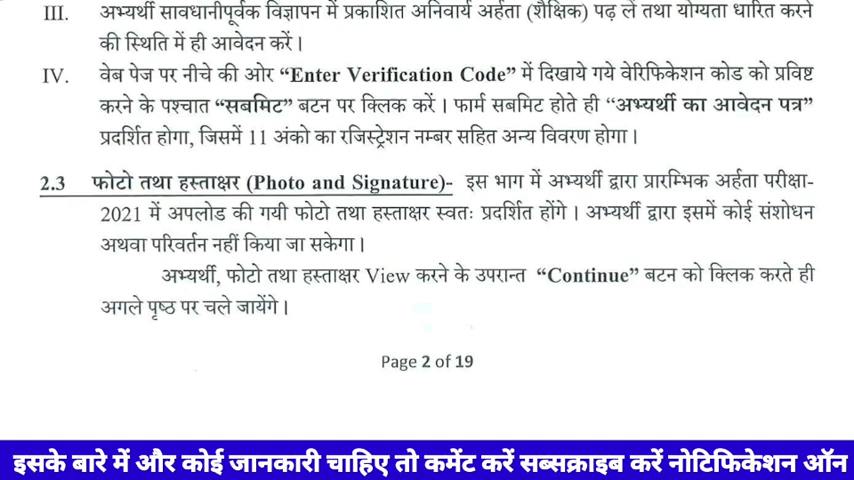 III. अभ्यर्थी सावधानीपूर्वक विज्ञापन में प्रकाशित अनिवार्य अर्हता (शैक्षिक) पढ़ लें तथा योग्यता धारित करने
की स्थिति में ही आवेदन करें।
IV. वेब पेज पर नीचे की ओर “Enter Verification Code” में दिखाये गये वेरिफिकेशन कोड को प्रविष्ट
करने के पश्चात “सबमिट” बटन पर क्लिक करें। फार्म सबमिट होते ही “अभ्यर्थी का आवेदन पत्र”
प्रदर्शित होगा, जिसमें 11 अंको का रजिस्ट्रेशन नम्बर सहित अन्य विवरण होगा।
2.3 फोटो तथा हस्ताक्षर (Photo and Signature)- इस भाग में अभ्यर्थी द्वारा प्रारम्भिक अर्हता परीक्षा-
2021 में अपलोड की गयी फोटो तथा हस्ताक्षर स्वतः प्रदर्शित होंगे। अभ्यर्थी द्वारा इसमें कोई संशोधन
अथवा परिवर्तन नहीं किया जा सकेगा।
अभ्यर्थी, फोटो तथा हस्ताक्षर View करने के उपरान्त “Continue” बटन को क्लिक करते ही
अगले पृष्ठ पर चले जायेंगे।
Page 2 of 19
इसके बारे में और कोई जानकारी चाहिए तो कमेंट करें सब्सक्राइब करें नोटिफिकेशन ऑन